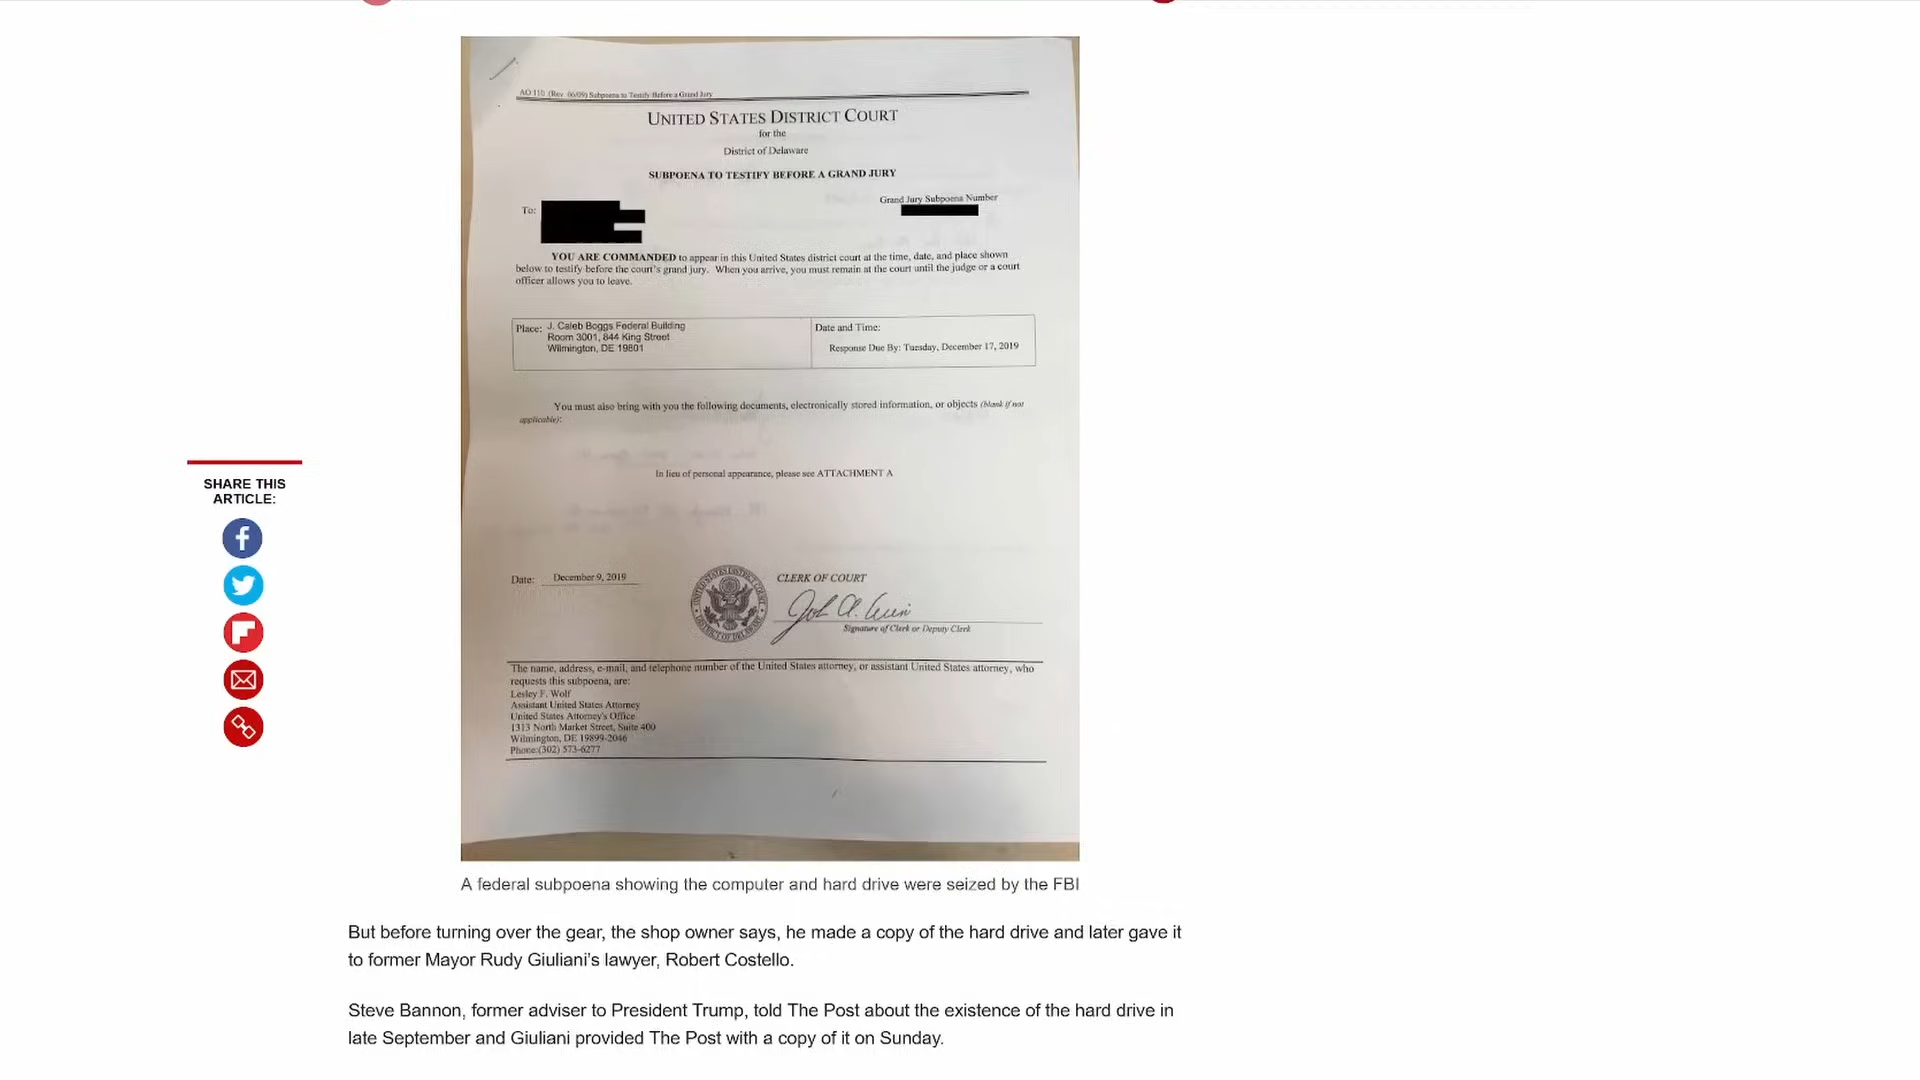 AO 110 (Rev. 06/09) Subpoena to Testify Before a Grand Jury
UNITED STATES DISTRICT COURT
for the
District of Delaware
SUBPOENA TO TESTIFY BEFORE A GRAND JURY
To:
Grand Jury Subpoena Number
YOU ARE COMMANDED to appear in this United States district court at the time, date, and place shown
below to testify before the court's grand jury. When you arrive, you must remain at the court until the judge or a court
officer allows you to leave.
Place: J. Caleb Boggs Federal Building
Room 3001, 844 King Street
Wilmington, DE 19801
Date and Time:
Response Due By: Tuesday, December 17, 2019
You must also bring with you the following documents, electronically stored information, or objects (blank if not
applicable):
In lieu of personal appearance, please see ATTACHMENT A
SHARE THIS
ARTICLE:
Date: December 9, 2019
CLERK OF COURT
Signature of Clerk or Deputy Clerk
The name, address, e-mail, and telephone number of the United States attorney, or assistant United States attorney, who
requests this subpoena, are:
Lesley F. Wolf
Assistant United States Attorney
United States Attorney's Office
1313 North Market Street, Suite 400
Wilmington, DE 19899-2046
Phone:(302) 573-6277
A federal subpoena showing the computer and hard drive were seized by the FBI
But before turning over the gear, the shop owner says, he made a copy of the hard drive and later gave it
to former Mayor Rudy Giuliani’s lawyer, Robert Costello.
Steve Bannon, former adviser to President Trump, told The Post about the existence of the hard drive in
late September and Giuliani provided The Post with a copy of it on Sunday.